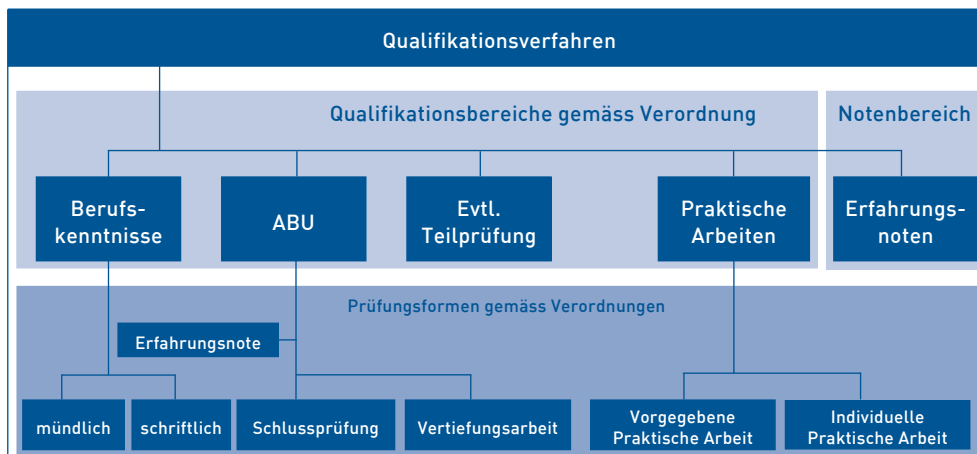 Qualifikationsverfahren
Qualifikationsbereiche gemäss Verordnung
Notenbereich
Berufs-
kenntnisse
ABU
Evtl.
Teilprüfung
Praktische
Arbeiten
Erfahrungs-
noten
Prüfungsformen gemäss Verordnungen
Erfahrungsnote
mündlich
schriftlich
Schlussprüfung
Vertiefungsarbeit
Vorgegebene
Praktische Arbeit
Individuelle
Praktische Arbeit